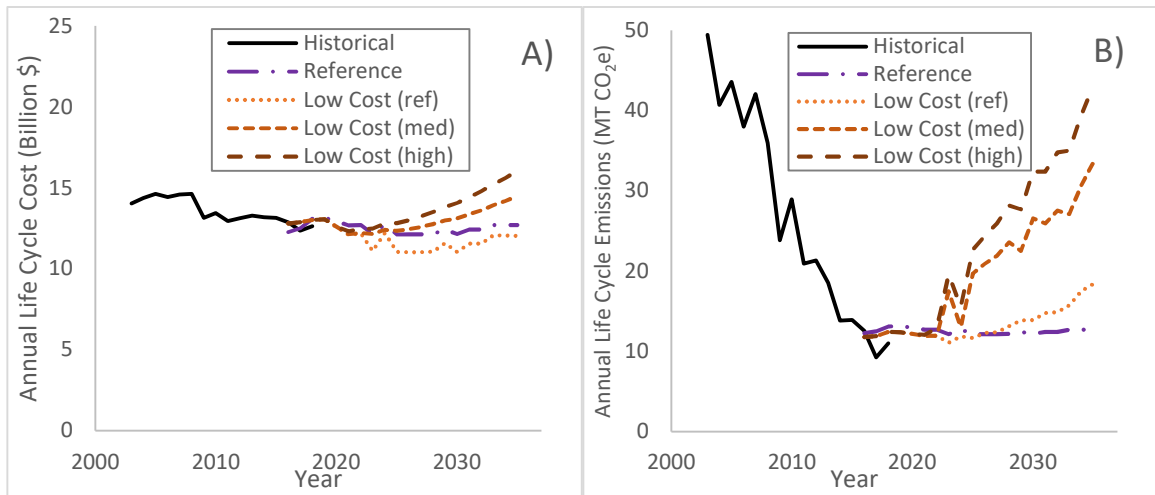 A)
Annual Life Cycle Cost (Billion $)
25
20
15
10
5
0
Historical
Reference
Low Cost (ref)
Low Cost (med)
Low Cost (high)
2000
2010
2020
2030
Year
B)
Annual Life Cycle Emissions (MT CO₂e)
50
40
30
20
10
0
Historical
Reference
Low Cost (ref)
Low Cost (med)
Low Cost (high)
2000
2010
2020
2030
Year